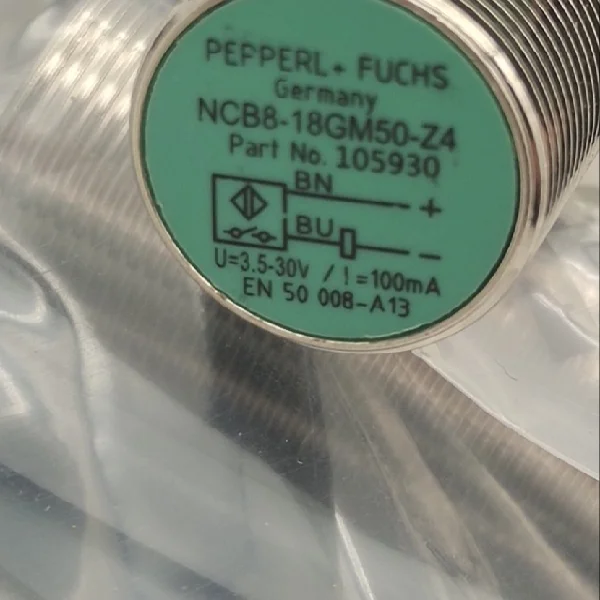 PEPPERL+ FUCHS
Germany
NCB8-18GM50-Z4
Part No. 105930
BN
+
BU
−
U=3.5-30V / I=100mA
EN 50 008-A13